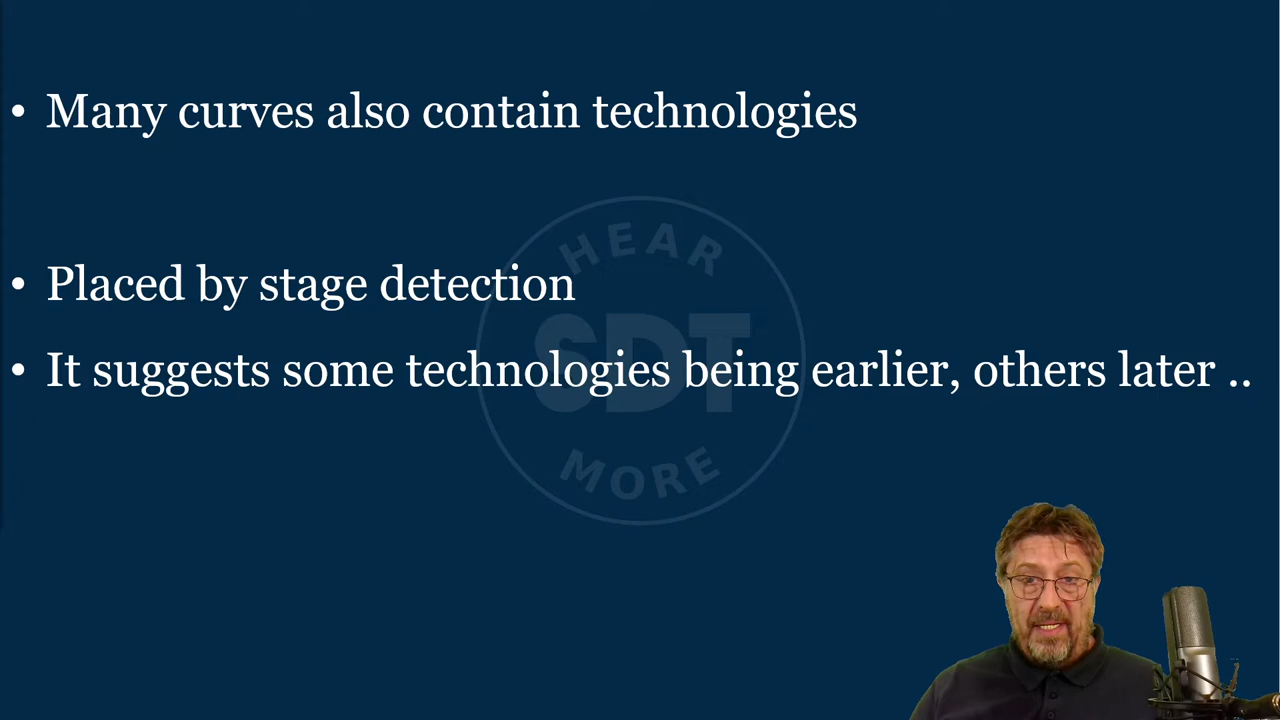 • Many curves also contain technologies
• Placed by stage detection
• It suggests some technologies being earlier, others later ..
HEAR
SDT
MORE